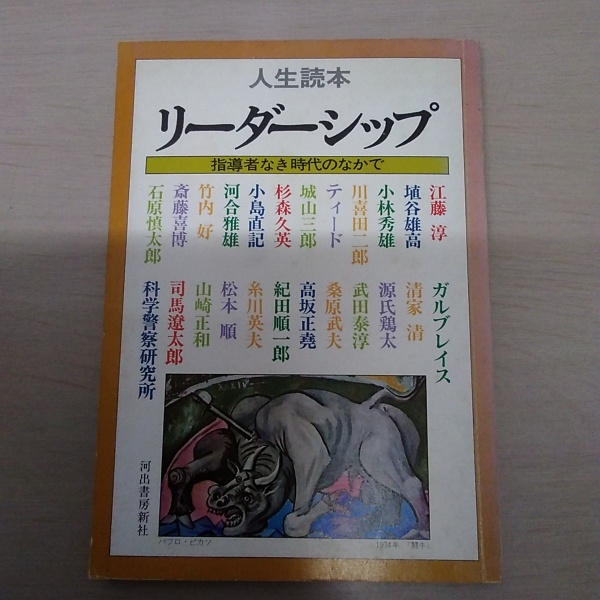 人生読本
リーダーシップ
指導者なき時代のなかで
江藤 淳
埴谷雄高
小林秀雄
川喜田二郎
ティード
城山三郎
杉森久英
小島直記
河合雅雄
竹内 好
斎藤喜博
石原慎太郎
ガルブレイス
清家 清
源氏鶏太
武田泰淳
桑原武夫
高坂正堯
紀田順一郎
糸川英夫
松本 順
山崎正和
司馬遼太郎
科学警察研究所
河出書房新社
パブロ・ピカソ
1934年 「闘牛」